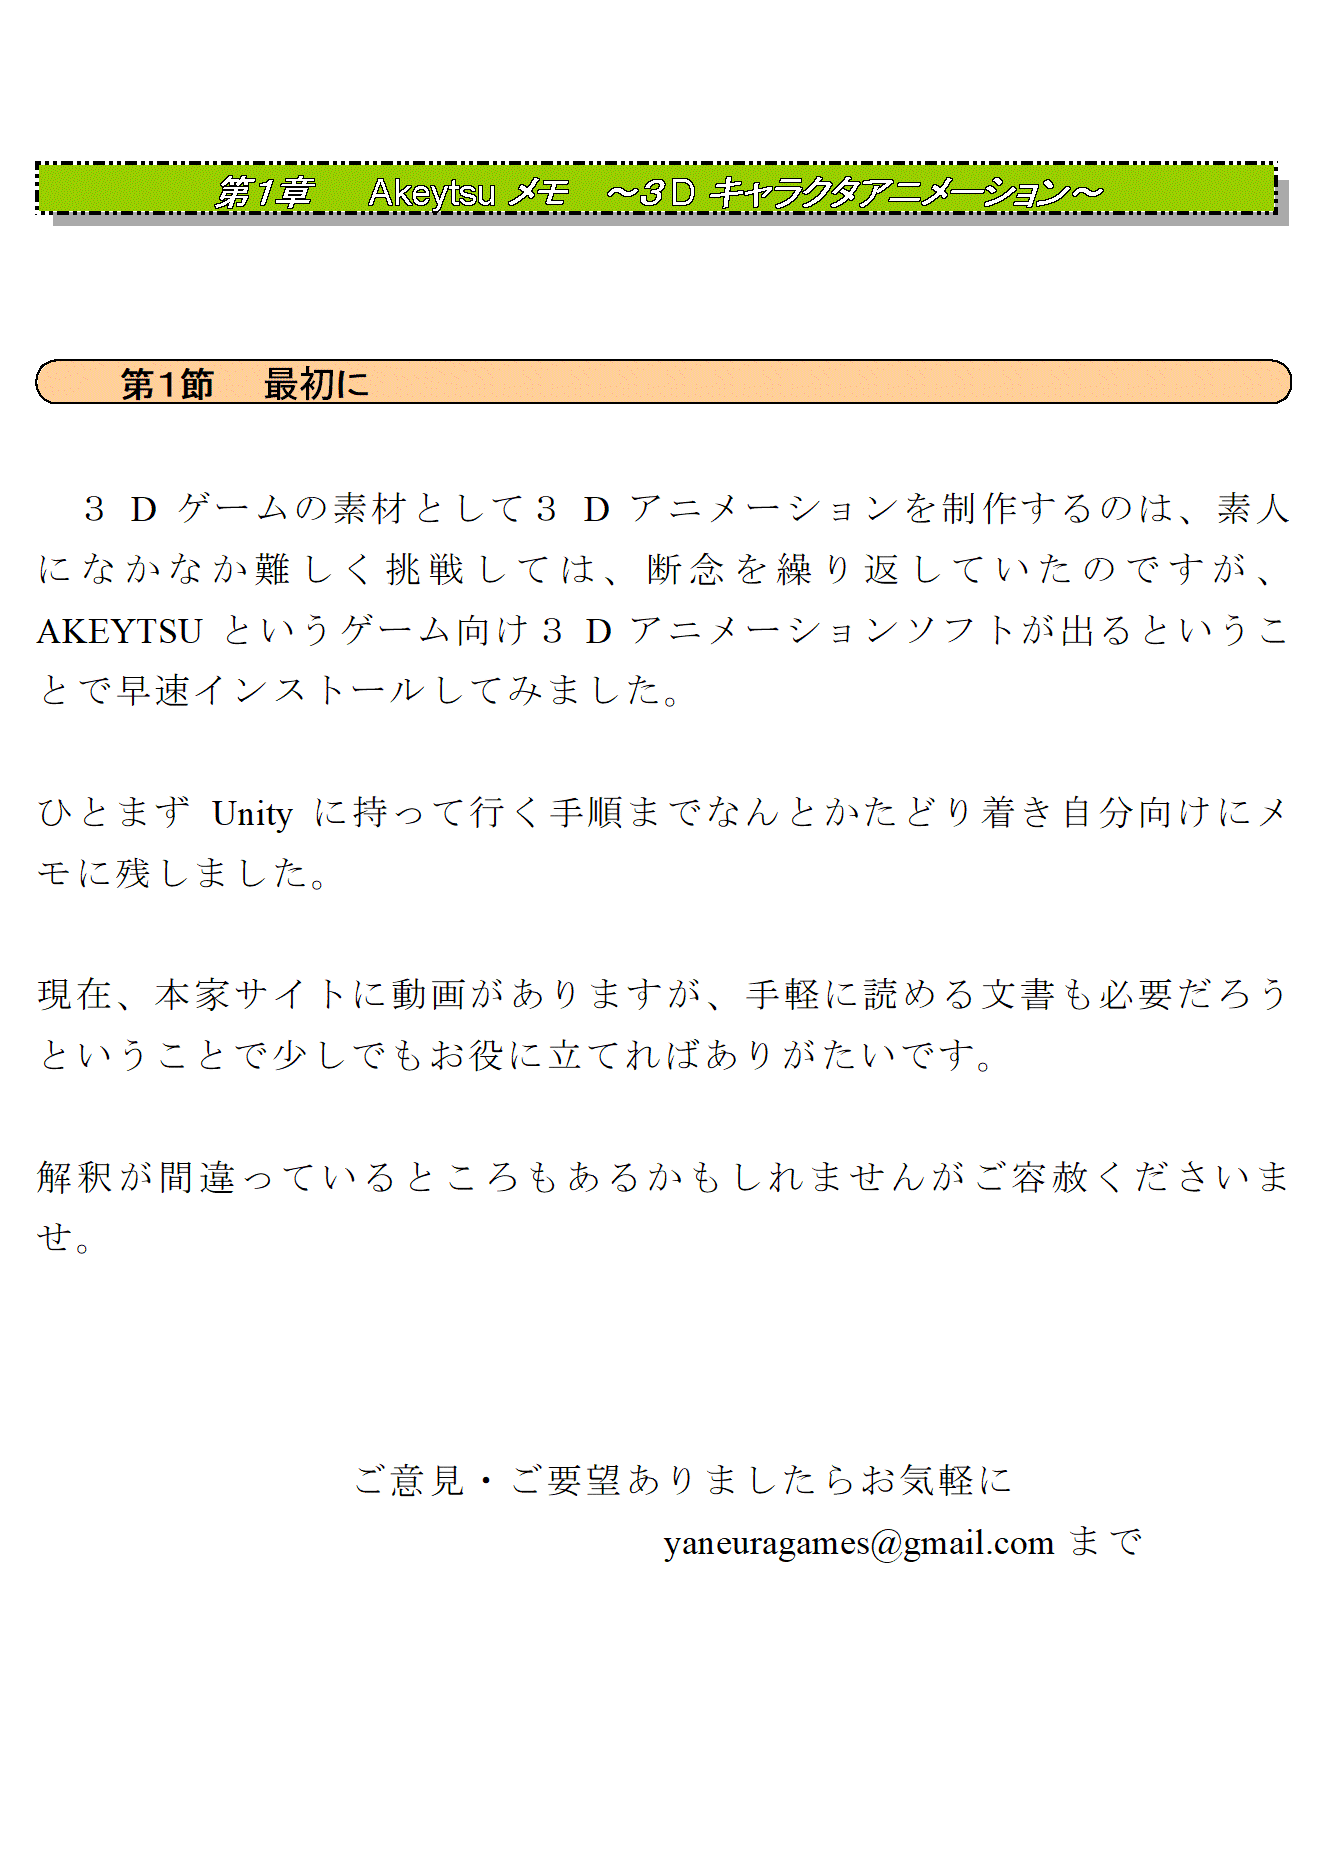 第１章　Akeytsu メモ　～３D キャラクタアニメーション～
第１節　最初に
３ D ゲームの素材として３ D アニメーションを制作するのは、素人
になかなか難しく挑戦しては、断念を繰り返していたのですが、
AKEYTSU というゲーム向け３ D アニメーションソフトが出るというこ
とで早速インストールしてみました。
ひとまず Unity に持って行く手順までなんとかたどり着き自分向けにメ
モに残しました。
現在、本家サイトに動画がありますが、手軽に読める文書も必要だろう
ということで少しでもお役に立てればありがたいです。
解釈が間違っているところもあるかもしれませんがご容赦くださいま
せ。
ご意見・ご要望ありましたらお気軽に
yaneuragames@gmail.com まで